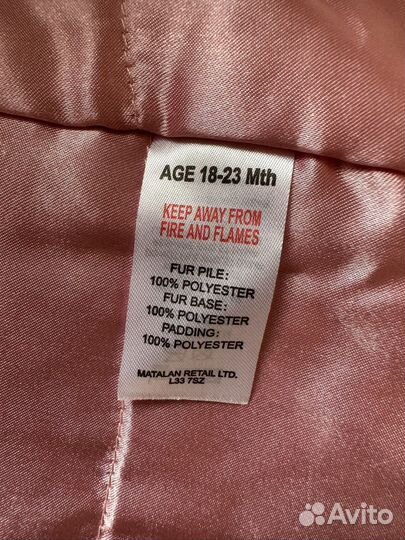 AGE 18-23 Mth
KEEP AWAY FROM
FIRE AND FLAMES
FUR PILE:
100% POLYESTER
FUR BASE:
100% POLYESTER
PADDING:
100% POLYESTER
MATALAN RETAIL LTD.
L33 7SZ
Avito